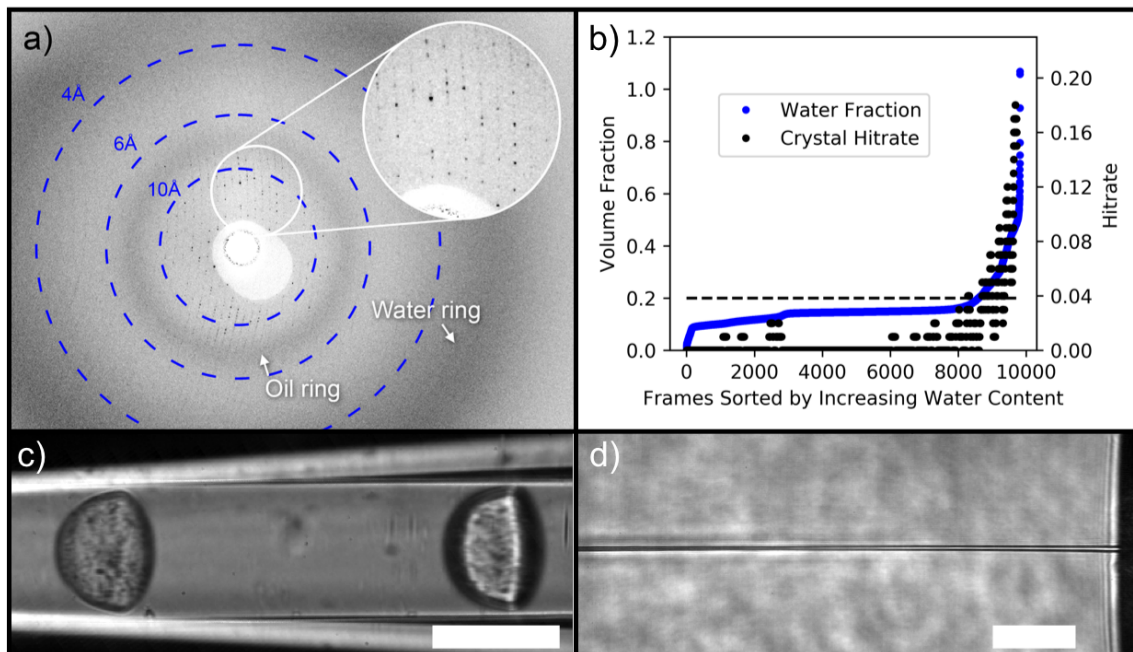 a)
4Å
6Å
10Å
Water ring
Oil ring
b)
1.2
1.0
0.8
0.6
0.4
0.2
0.0
Volume Fraction
Water Fraction
Crystal Hitrate
0.20
0.16
0.12
0.08
0.04
0.00
Hitrate
0 2000 4000 6000 8000 10000
Frames Sorted by Increasing Water Content
c)
d)